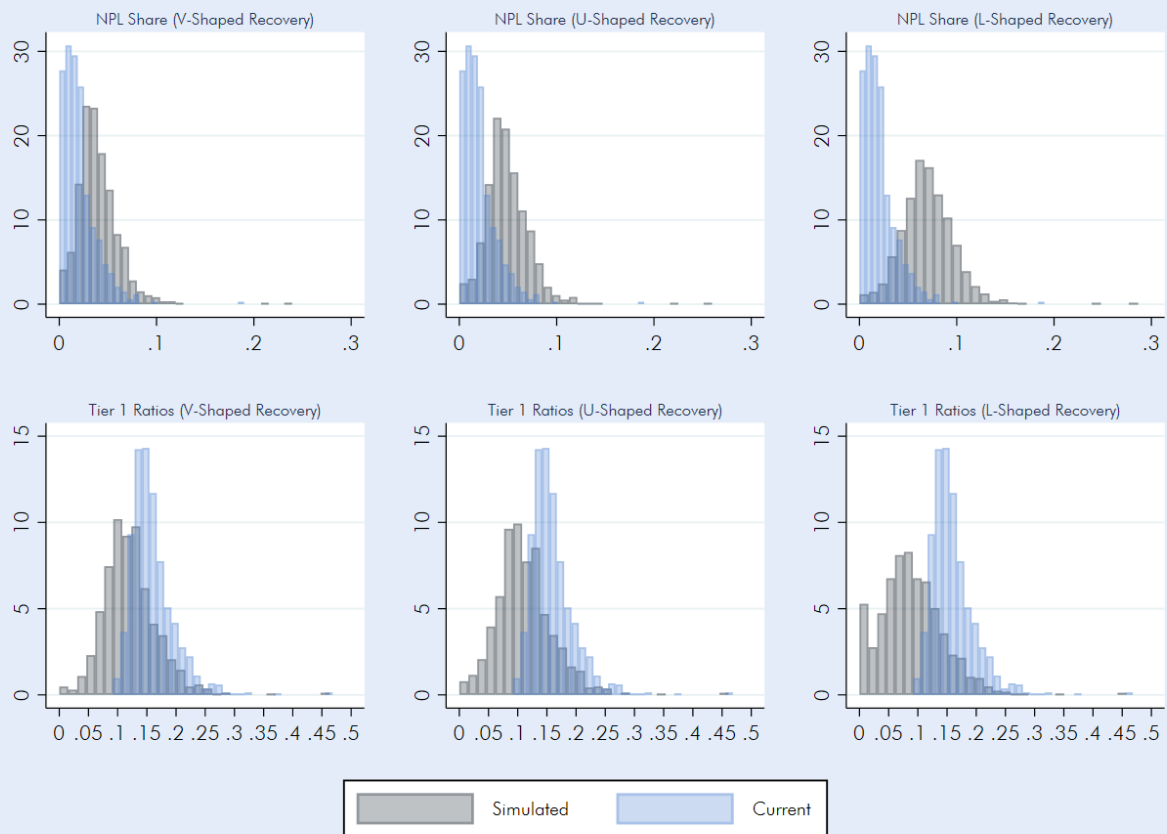 NPL Share (V-Shaped Recovery)
NPL Share (U-Shaped Recovery)
NPL Share (L-Shaped Recovery)
30
20
10
0
0 .1 .2 .3
30
20
10
0
0 .1 .2 .3
30
20
10
0
0 .1 .2 .3
Tier 1 Ratios (V-Shaped Recovery)
Tier 1 Ratios (U-Shaped Recovery)
Tier 1 Ratios (L-Shaped Recovery)
15
10
5
0
0 .05 .1 .15 .2 .25 .3 .35 .4 .45 .5
15
10
5
0
0 .05 .1 .15 .2 .25 .3 .35 .4 .45 .5
15
10
5
0
0 .05 .1 .15 .2 .25 .3 .35 .4 .45 .5
Simulated
Current